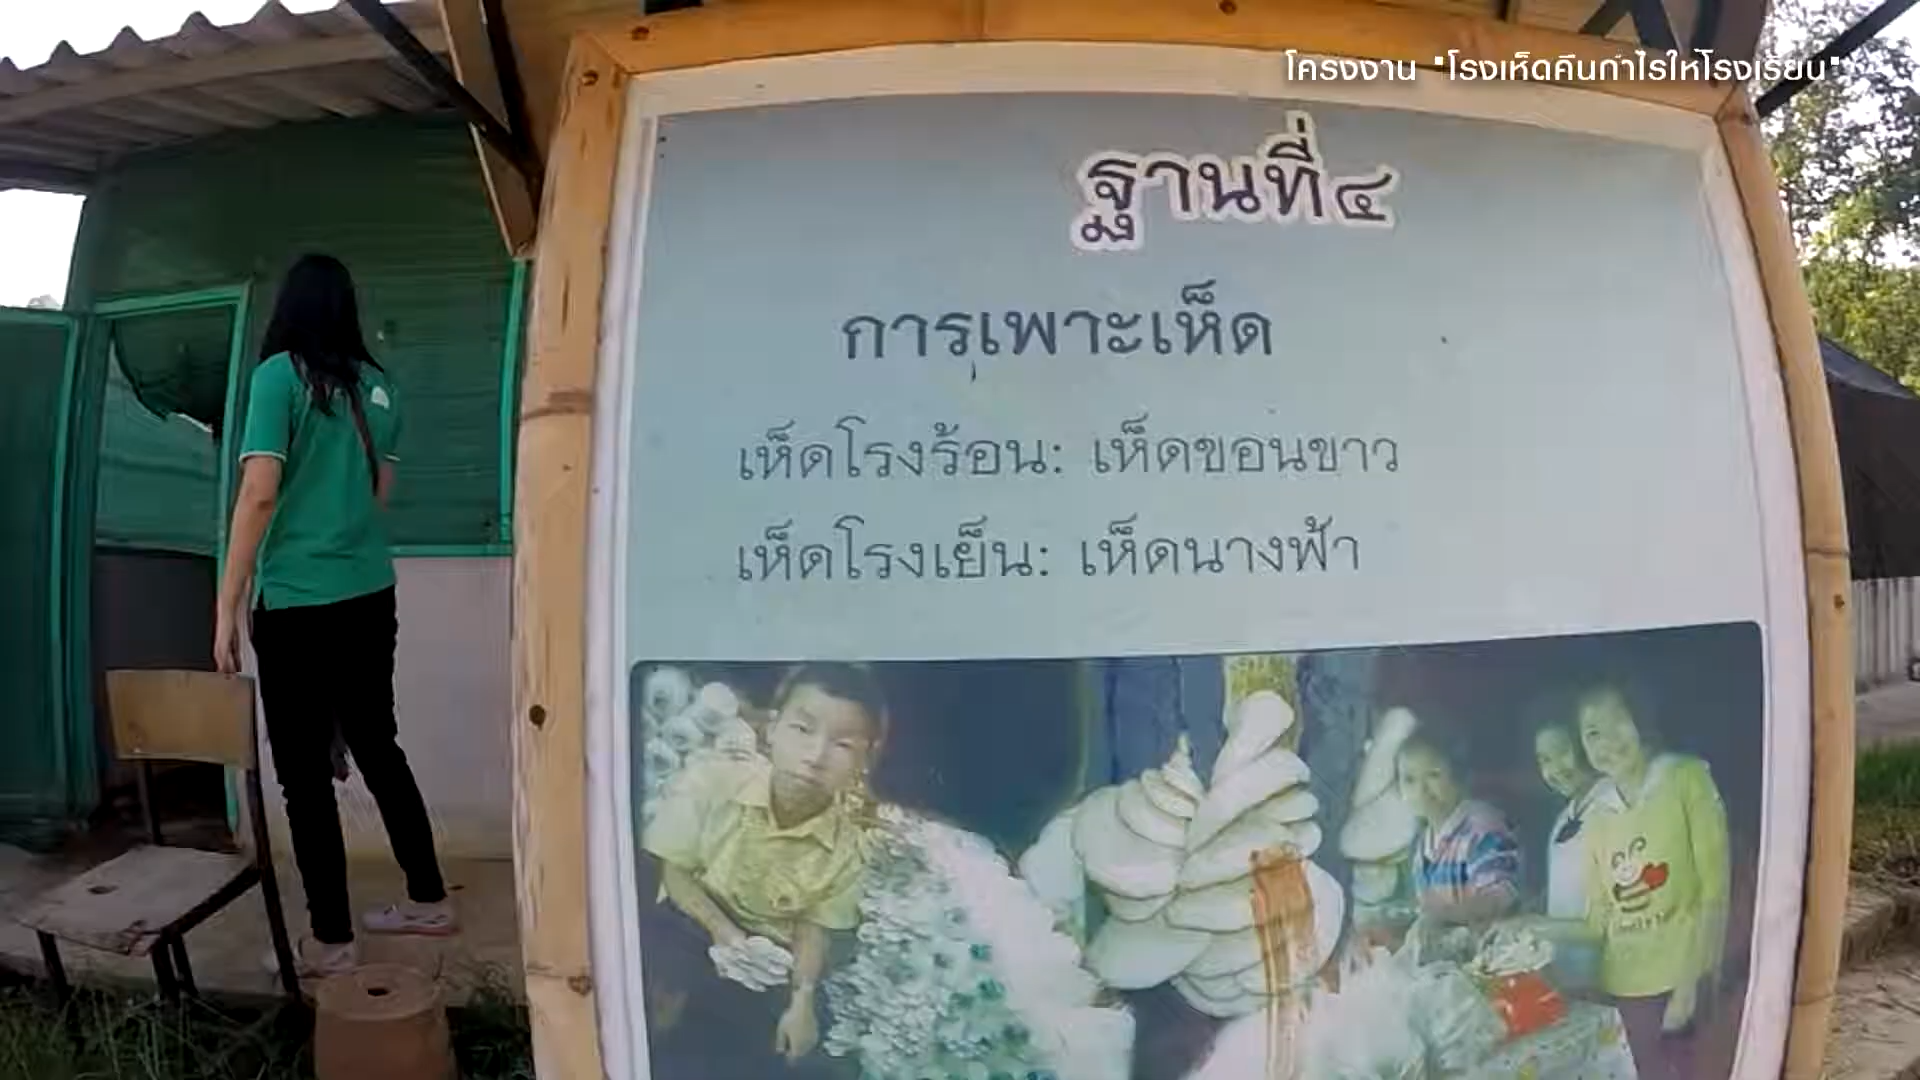 โครงงาน "โรงเห็ดคืนกำไรให้โรงเรียน"
ฐานที่ ๔
การเพาะเห็ด
เห็ดโรงร้อน: เห็ดขอนขาว
เห็ดโรงเย็น: เห็ดนางฟ้า